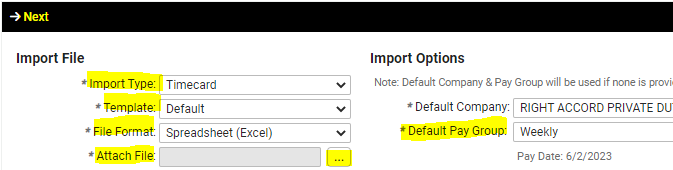 → Next
Import File
* Import Type: Timecard
* Template: Default
* File Format: Spreadsheet (Excel)
* Attach File: ...
Import Options
Note: Default Company & Pay Group will be used if none is provi
* Default Company: RIGHT ACCORD PRIVATE DU
* Default Pay Group: Weekly
Pay Date: 6/2/2023